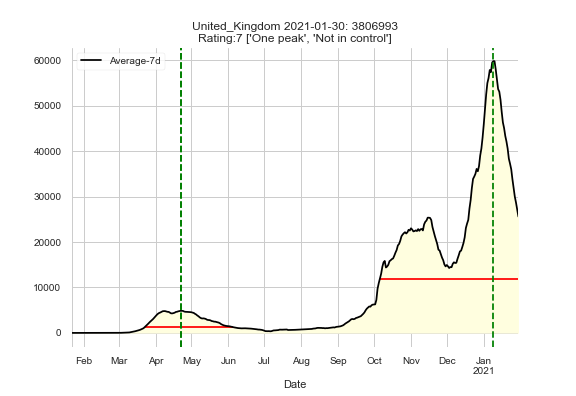 United_Kingdom 2021-01-30: 3806993
Rating:7 ['One peak', 'Not in control']
Average-7d
60000
50000
40000
30000
20000
10000
0
Feb Mar Apr May Jun Jul Aug Sep Oct Nov Dec Jan
2021
Date